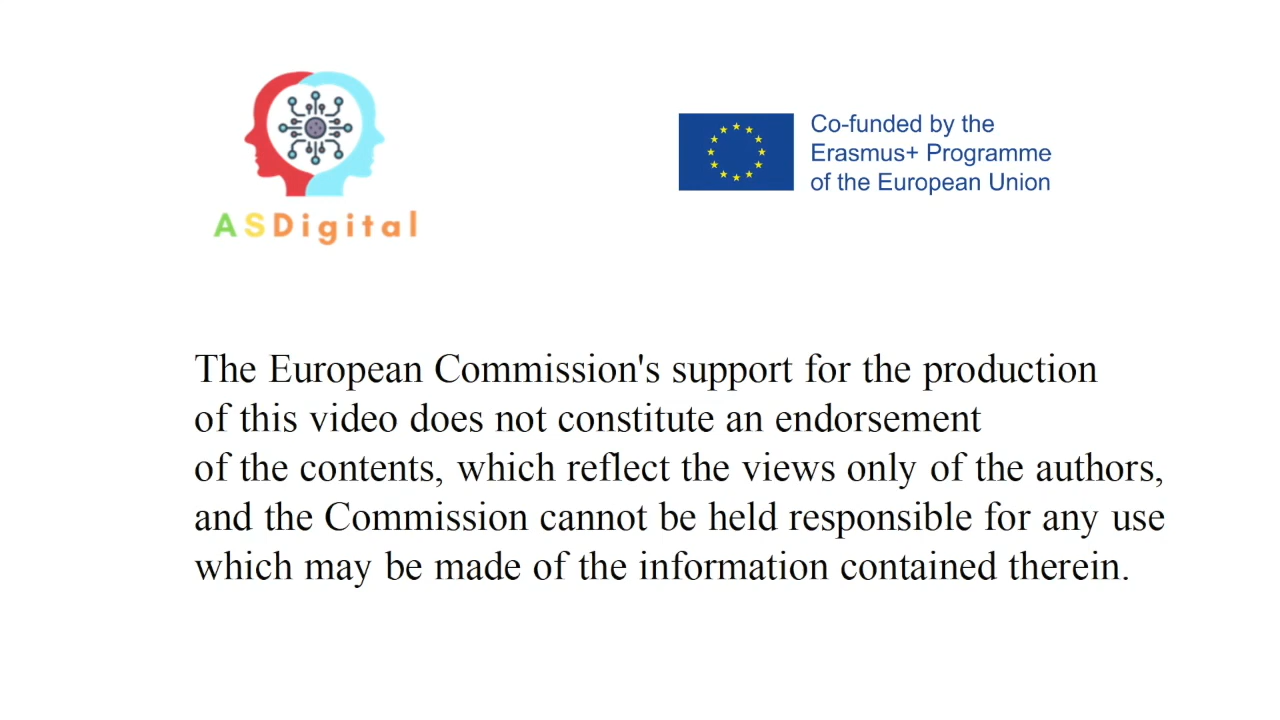 ASDigital
Co-funded by the
Erasmus+ Programme
of the European Union
The European Commission's support for the production
of this video does not constitute an endorsement
of the contents, which reflect the views only of the authors,
and the Commission cannot be held responsible for any use
which may be made of the information contained therein.